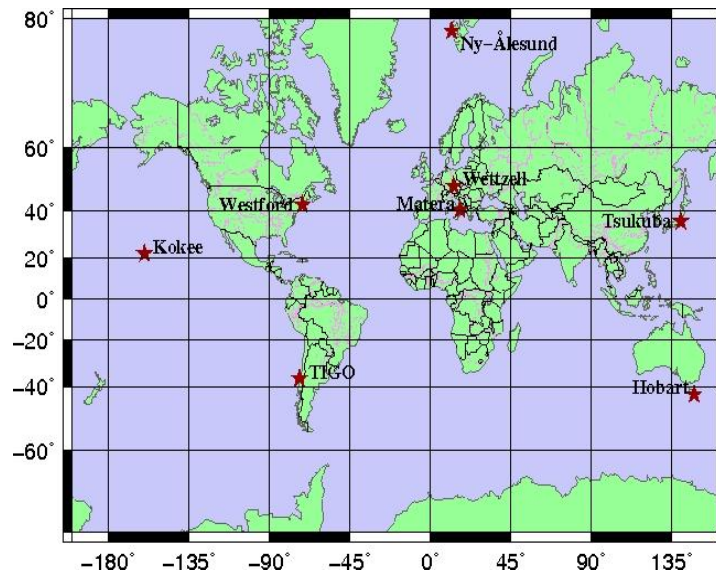 80°
Ny-Ålesund
60°
Wettzell
Westford
Matera
40°
Tsukuba
Kokee
20°
0°
-20°
TIGO
-40°
Hobart
-60°
-180° -135° -90° -45° 0° 45° 90° 135°